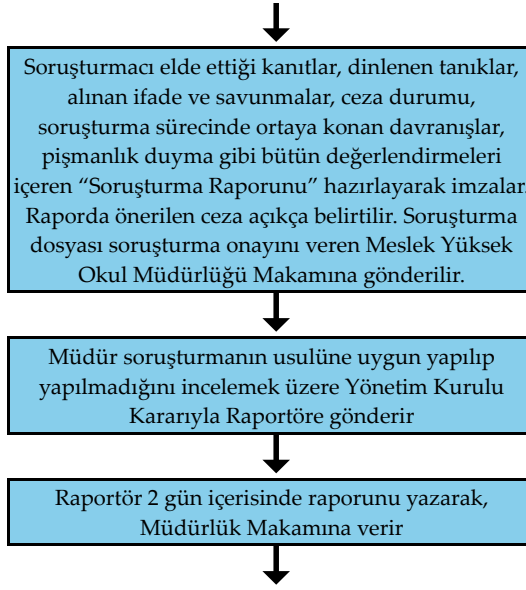 Soruşturmacı elde ettiği kanıtlar, dinlenen tanıklar,
alınan ifade ve savunmalar, ceza durumu,
soruşturma sürecinde ortaya konan davranışlar,
pişmanlık duyma gibi bütün değerlendirmeleri
içeren “Soruşturma Raporunu” hazırlayarak imzalar.
Raporda önerilen ceza açıkça belirtilir. Soruşturma
dosyası soruşturma onayını veren Meslek Yüksek
Okul Müdürlüğü Makamına gönderilir.
Müdür soruşturmanın usulüne uygun yapılıp
yapılmadığını incelemek üzere Yönetim Kurulu
Kararıyla Raportöre gönderir
Raportör 2 gün içerisinde raporunu yazarak,
Müdürlük Makamına verir